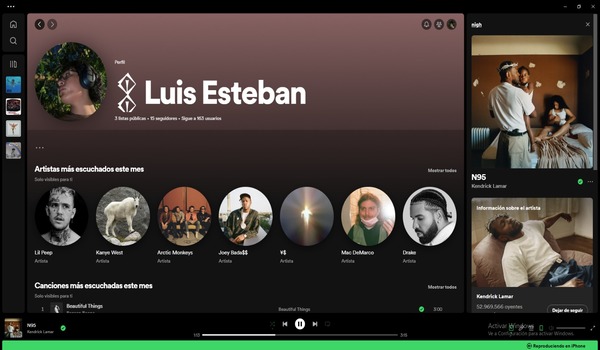 nigh
Perfil
Luis Esteban
3 listas públicas • 15 seguidores • Sigue a 163 usuarios
Artistas más escuchados este mes
Solo visibles para ti
Mostrar todos
Lil Peep
Artista
Kanye West
Artista
Arctic Monkeys
Artista
Joey Bada$$
Artista
¥$
Artista
Mac DeMarco
Artista
Drake
Artista
Canciones más escuchadas este mes
Solo visibles para ti
Mostrar todos
1
Beautiful Things
Beautiful Things
3:00
N95
Kendrick Lamar
Información sobre el artista
Kendrick Lamar
52.969.566 oyentes
Dejar de seguir
N95
Kendrick Lamar
1:53
3:15
Activar Windows
Ve a Configuración para activar Windows.
Reproduciendo en iPhone